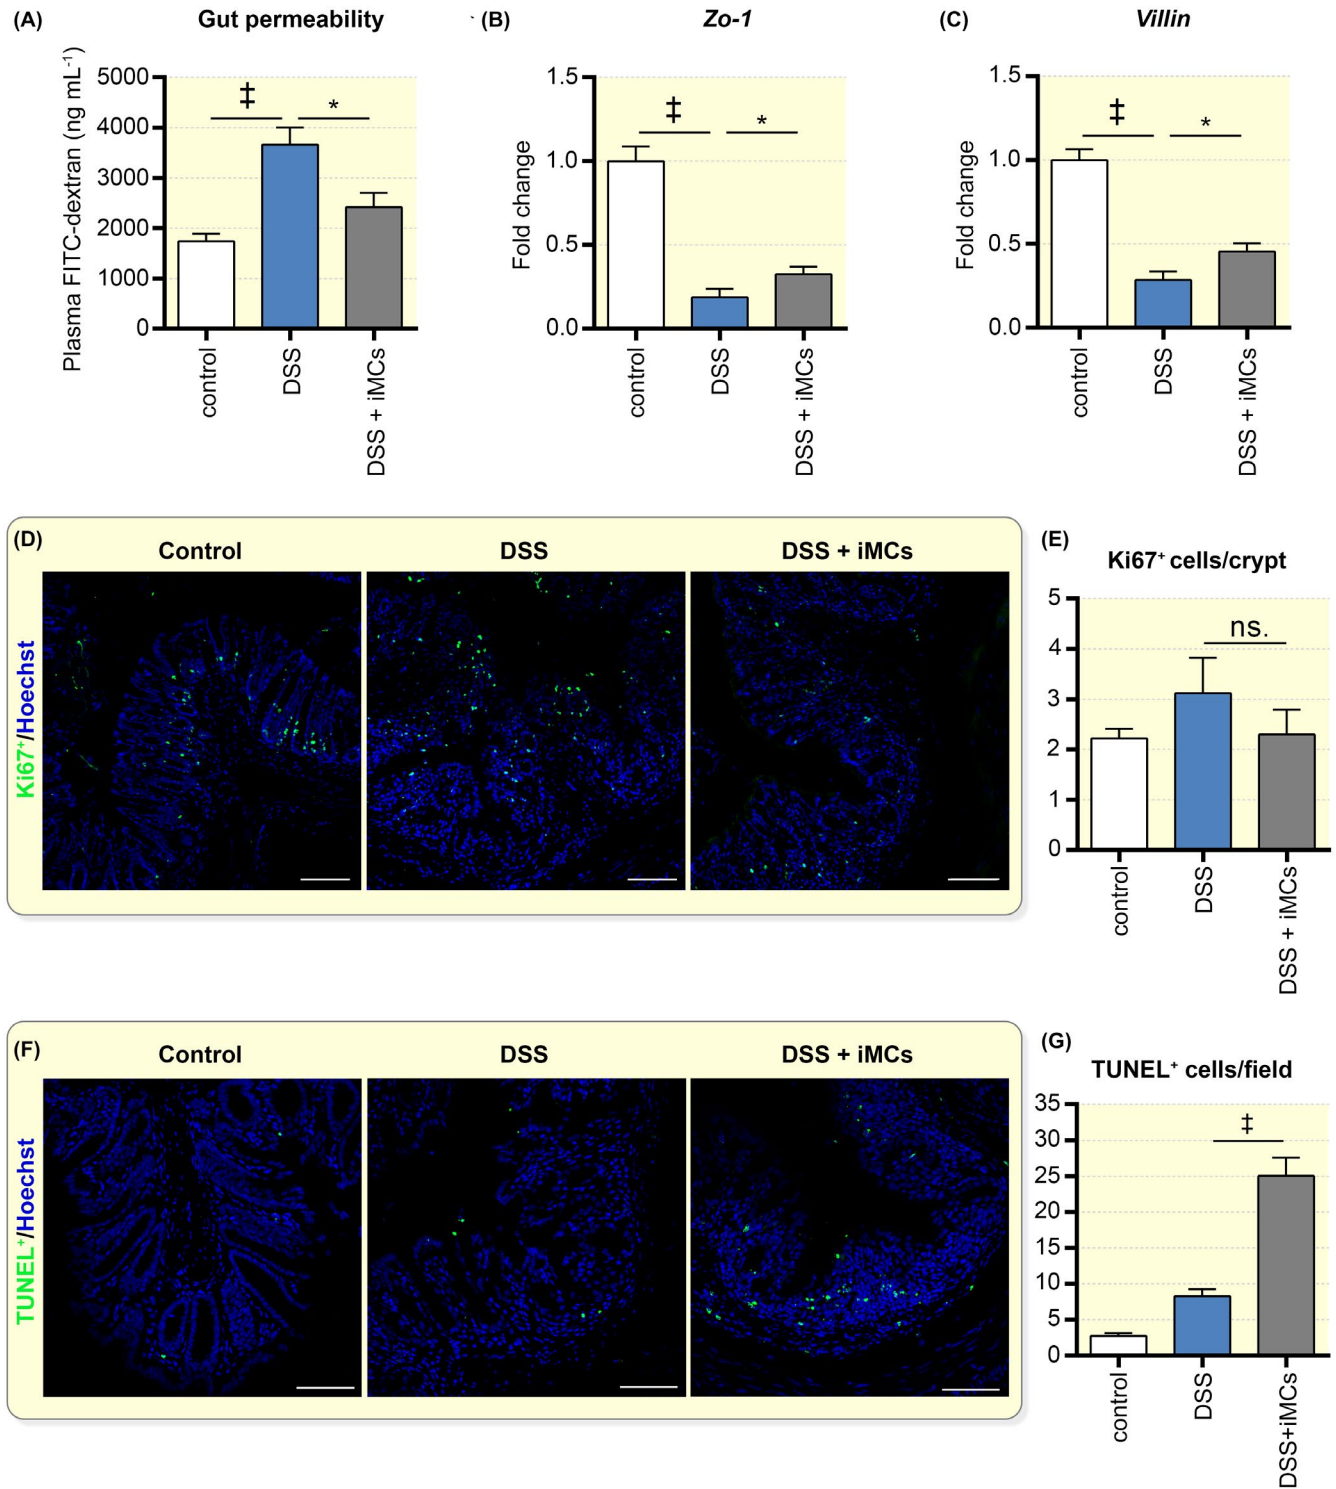 (A)
Gut permeability
Plasma FITC-dextran (ng mL⁻¹)
5000
4000
3000
2000
1000
0
‡
*
control
DSS
DSS + iMCs
` (B)
Zo-1
Fold change
1.5
1.0
0.5
0.0
‡
*
control
DSS
DSS + iMCs
(C)
Villin
Fold change
1.5
1.0
0.5
0.0
‡
*
control
DSS
DSS + iMCs
(D)
Control
DSS
DSS + iMCs
Ki67⁺/Hoechst
(E)
Ki67⁺ cells/crypt
5
4
3
2
1
0
ns.
control
DSS
DSS + iMCs
(F)
Control
DSS
DSS + iMCs
TUNEL⁺/Hoechst
(G)
TUNEL⁺ cells/field
35
30
25
20
15
10
5
0
‡
control
DSS
DSS+iMCs